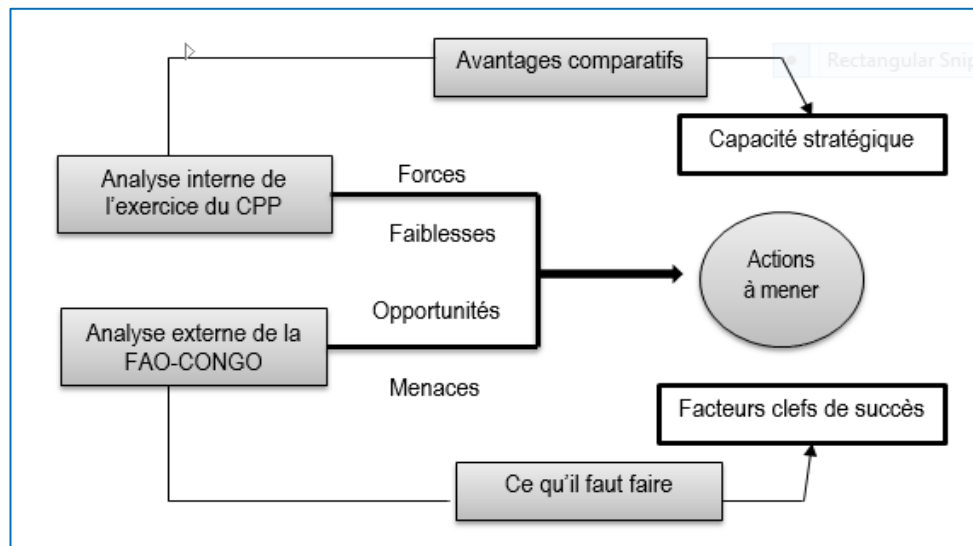 Avantages comparatifs
Rectangular Snip
Capacité stratégique
Analyse interne de
l'exercice du CPP
Forces
Faiblesses
Actions
à mener
Opportunités
Analyse externe de la
FAO-CONGO
Menaces
Facteurs clefs de succès
Ce qu'il faut faire